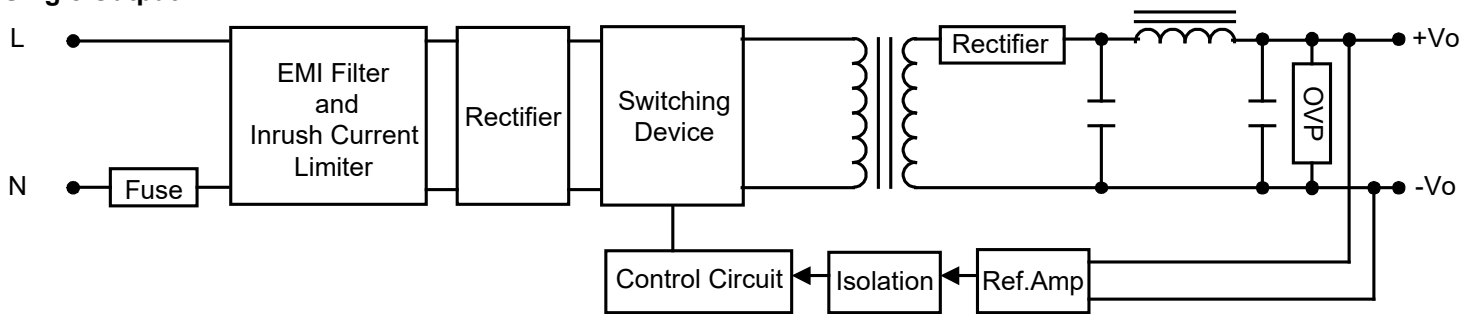 L
EMI Filter
and
Inrush Current
Limiter
Rectifier
Switching
Device
Rectifier
+Vo
OVP
N
Fuse
-Vo
Control Circuit
Isolation
Ref.Amp